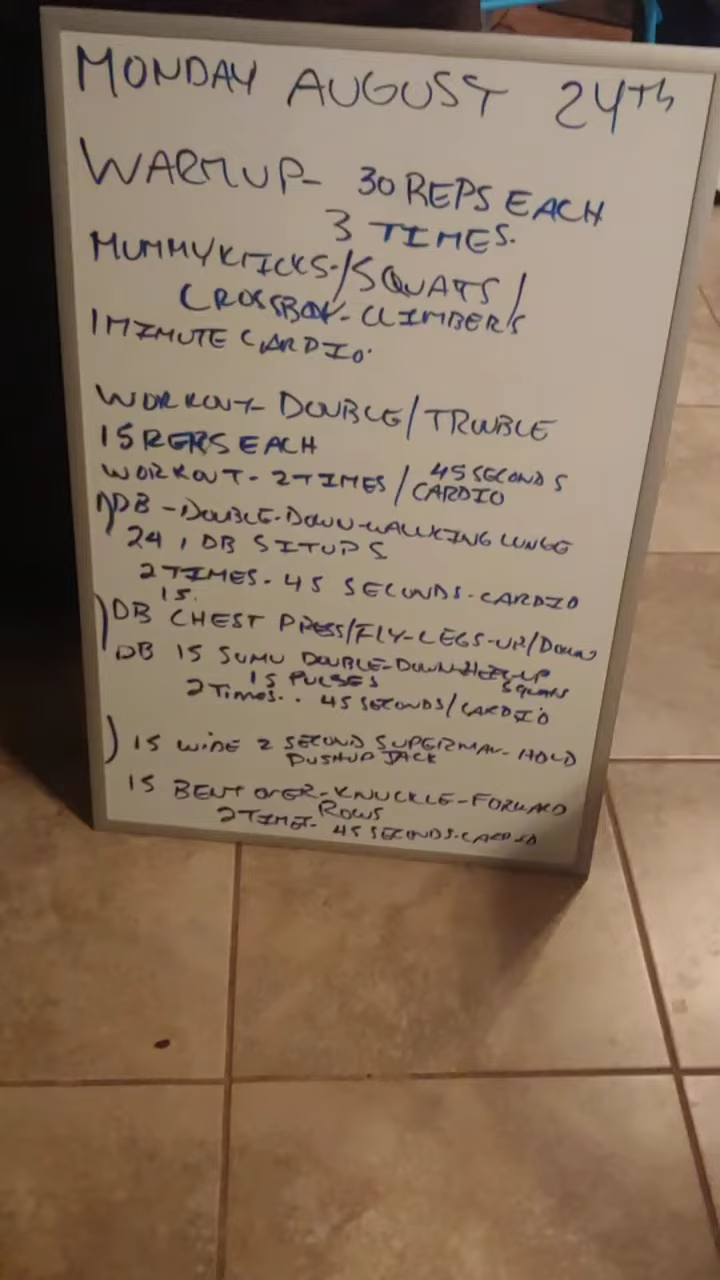 MONDAY AUGUST 24TH
WARMUP- 30 REPS EACH
3 TIMES.
MUMMYKICKS-/SQUATS/
CROSSBODY-CLIMBERS
1 MINUTE CARDIO.
WORKOUT- DOUBLE/TROUBLE
15 REPS EACH
WORKOUT- 2TIMES / 45 SECONDS
CARDIO
DB -DOUBLE-DOWN-WALKING LUNGE
24 , DB SITUPS
2 TIMES- 45 SECONDS-CARDIO
15.
DB CHEST PRESS/FLY-LEGS-UP/DOWN
DB 15 SUMO DOUBLE-DOWN-HEEL-UP
SQUATS
15 PULSES
2 Times.. 45 SECONDS/CARDIO
15 WIDE 2 SECOND SUPERMAN-HOLD
PUSHUP JACK
15 BENT OVER-KNUCKLE-FORWARD
ROWS
2 TIMES- 45 SECONDS-CARDIO